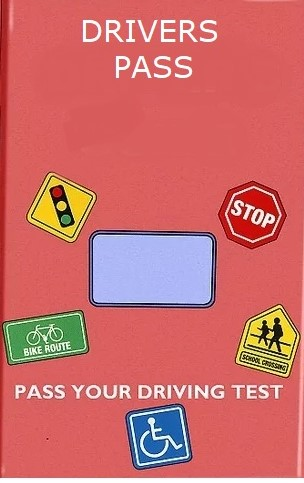 DRIVERS
PASS
STOP
BIKE ROUTE
SCHOOL CROSSING
PASS YOUR DRIVING TEST